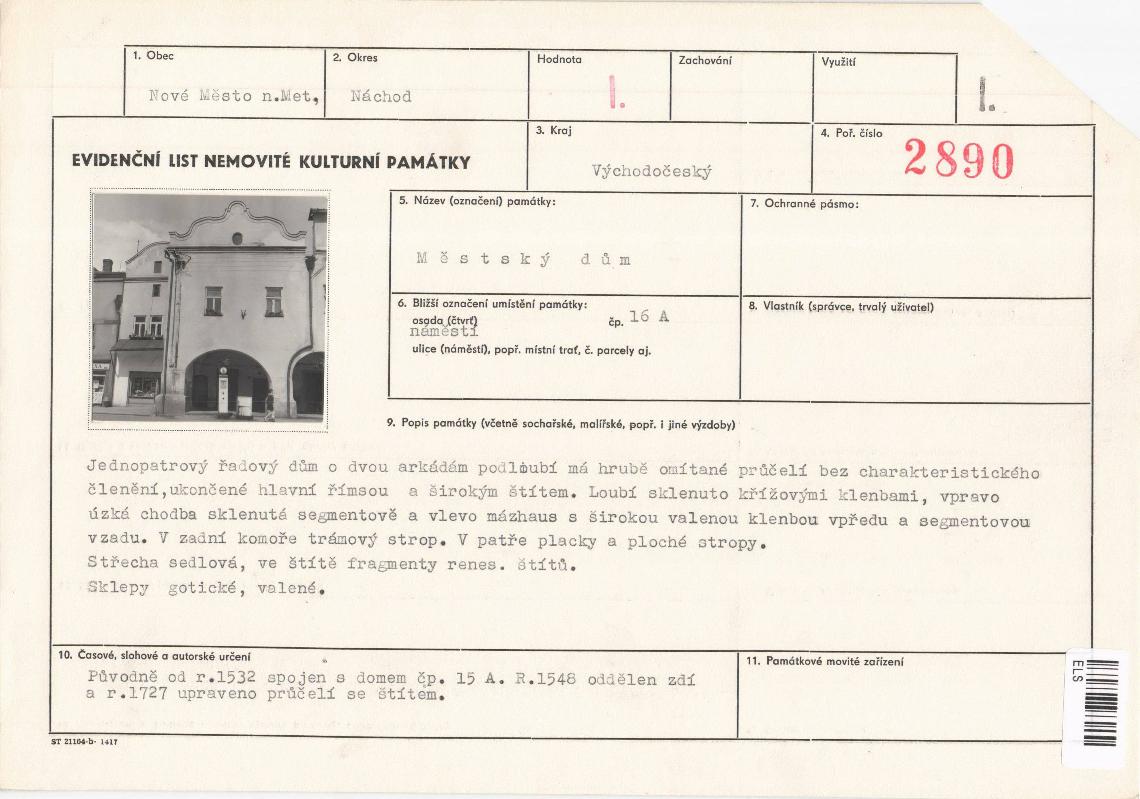 1. Obec
Nové Město n.Met,
2. Okres
Náchod
Hodnota
I.
Zachování
Využití
I.
EVIDENČNÍ LIST NEMOVITÉ KULTURNÍ PAMÁTKY
3. Kraj
Východočeský
4. Poř. číslo
2890
5. Název (označení) památky:
Městský dům
7. Ochranné pásmo:
6. Bližší označení umístění památky:
osada (čtvrť)
náměstí
čp. 16 A
ulice (náměstí), popř. místní trať, č. parcely aj.
8. Vlastník (správce, trvalý uživatel)
9. Popis památky (včetně sochařské, malířské, popř. i jiné výzdoby)
Jednopatrový řadový dům o dvou arkádám podloubí má hrubě omítané průčelí bez charakteristického
členění,ukončené hlavní římsou a širokým štítem. Loubí sklenuto křížovými klenbami, vpravo
úzká chodba sklenutá segmentově a vlevo mázhaus s širokou valenou klenbou vpředu a segmentovou
vzadu. V zadní komoře trámový strop. V patře placky a ploché stropy.
Střecha sedlová, ve štítě fragmenty renes. štítů.
Sklepy gotické, valené.
10. Časové, slohové a autorské určení
Původně od r.1532 spojen s domem čp. 15 A. R.1548 oddělen zdí
a r.1727 upraveno průčelí se štítem.
11. Památkové movité zařízení
ELS
ST 21104-b- 1417